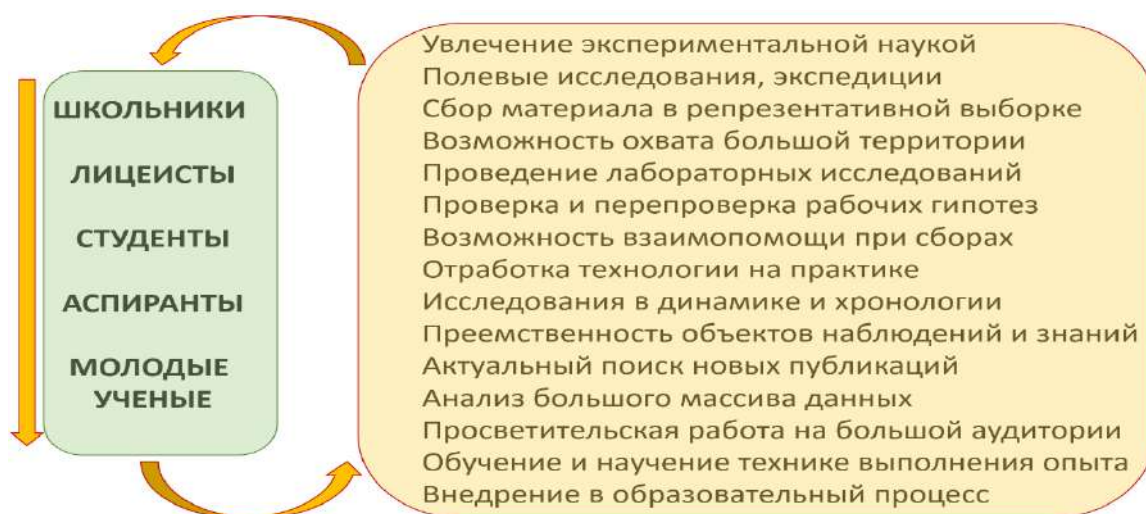 ШКОЛЬНИКИ
ЛИЦЕИСТЫ
СТУДЕНТЫ
АСПИРАНТЫ
МОЛОДЫЕ
УЧЕНЫЕ
Увлечение экспериментальной наукой
Полевые исследования, экспедиции
Сбор материала в репрезентативной выборке
Возможность охвата большой территории
Проведение лабораторных исследований
Проверка и перепроверка рабочих гипотез
Возможность взаимопомощи при сборах
Отработка технологии на практике
Исследования в динамике и хронологии
Преемственность объектов наблюдений и знаний
Актуальный поиск новых публикаций
Анализ большого массива данных
Просветительская работа на большой аудитории
Обучение и научение технике выполнения опыта
Внедрение в образовательный процесс